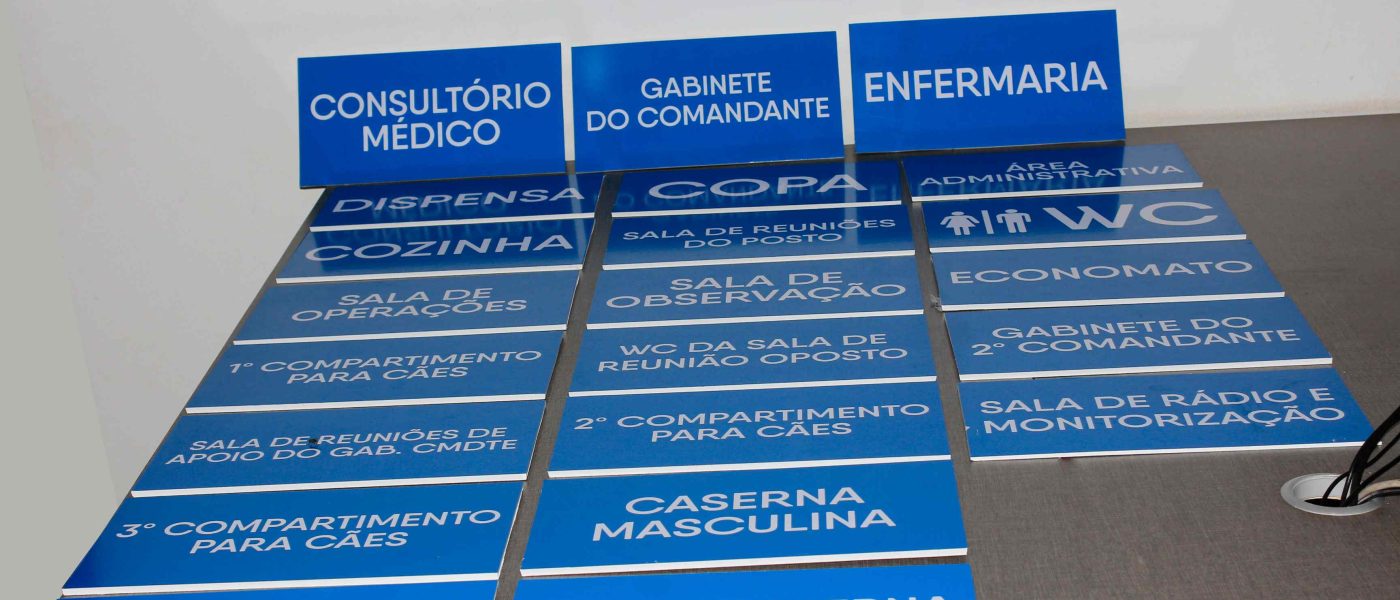 CONSULTÓRIO
MÉDICO
GABINETE
DO COMANDANTE
ENFERMARIA
DISPENSA
COPA
ÁREA
ADMINISTRATIVA
COZINHA
SALA DE REUNIÕES
DO POSTO
WC
SALA DE
OPERAÇÕES
SALA DE
OBSERVAÇÃO
ECONOMATO
1º COMPARTIMENTO
PARA CÃES
WC DA SALA DE
REUNIÃO OPOSTO
GABINETE DO
2º COMANDANTE
SALA DE REUNIÕES DE
APOIO DO GAB. CMDTE
2º COMPARTIMENTO
PARA CÃES
SALA DE RÁDIO E
MONITORIZAÇÃO
3º COMPARTIMENTO
PARA CÃES
CASERNA
MASCULINA